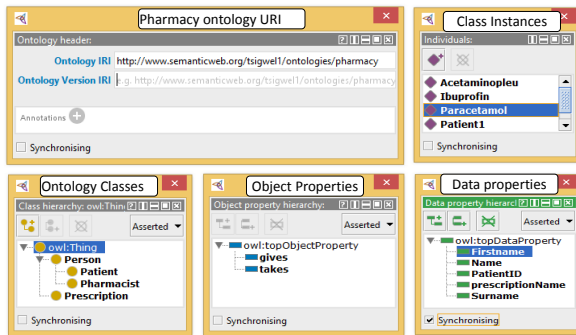 Pharmacy ontology URI
Ontology header:
Ontology IRI http://www.semanticweb.org/tsigwel1/ontologies/pharmacy
Ontology Version IRI e.g. http://www.semanticweb.org/tsigwel1/ontologies/pharmacy
Annotations
Synchronising
Class Instances
Individuals:
Acetaminopleu
Ibuprofin
Paracetamol
Patient1
Synchronising
Ontology Classes
Class hierarchy: owl:Thing
Asserted
owl:Thing
Person
Patient
Pharmacist
Prescription
Synchronising
Object Properties
Object property hierarchy:
Asserted
owl:topObjectProperty
gives
takes
Synchronising
Data properties
Data property hierarcl
Asserted
owl:topDataProperty
Firstname
Name
PatientID
prescriptionName
Surname
Synchronising